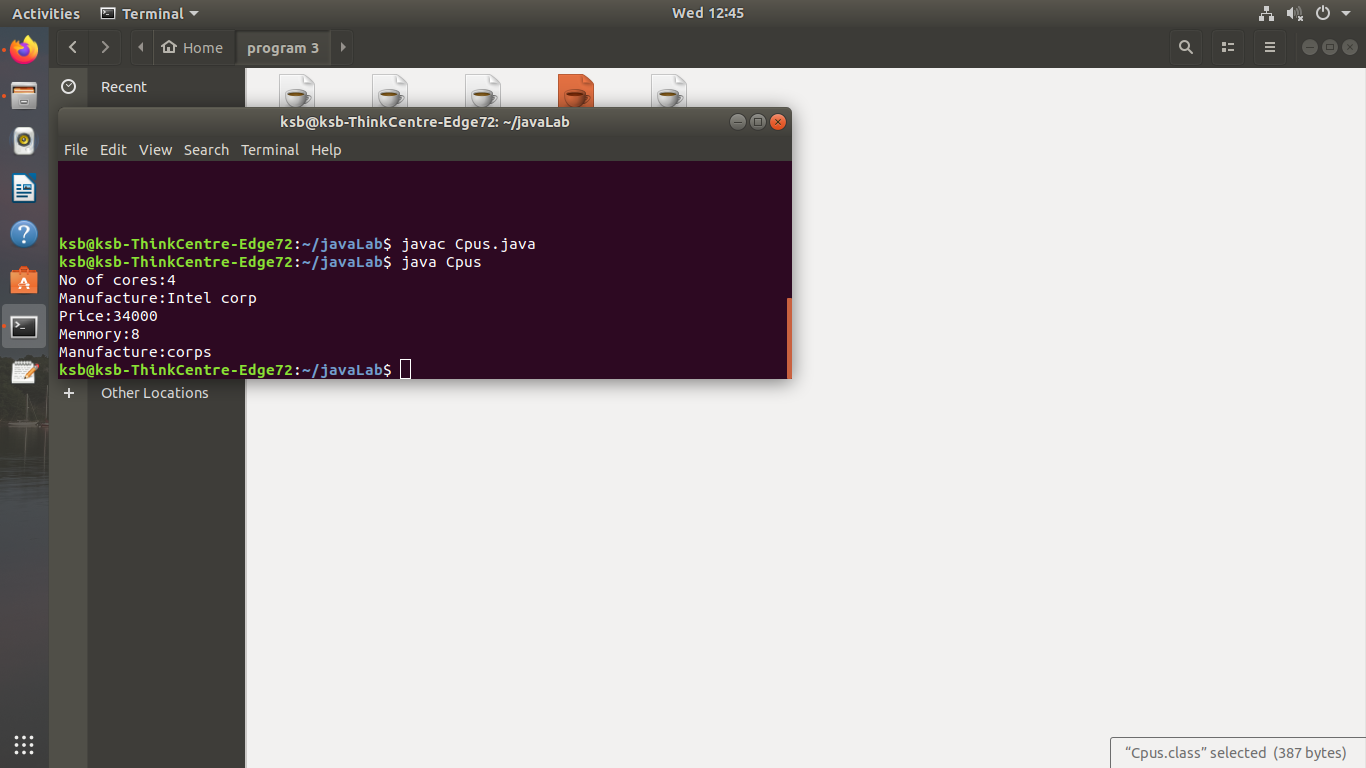 Activities
Terminal
Wed 12:45
Home
program 3
Recent
ksb@ksb-ThinkCentre-Edge72: ~/javaLab
File Edit View Search Terminal Help
ksb@ksb-ThinkCentre-Edge72:~/javaLab$ javac Cpus.java
ksb@ksb-ThinkCentre-Edge72:~/javaLab$ java Cpus
No of cores:4
Manufacture:Intel corp
Price:34000
Memmory:8
Manufacture:corps
ksb@ksb-ThinkCentre-Edge72:~/javaLab$
Other Locations
“Cpus.class” selected (387 bytes)